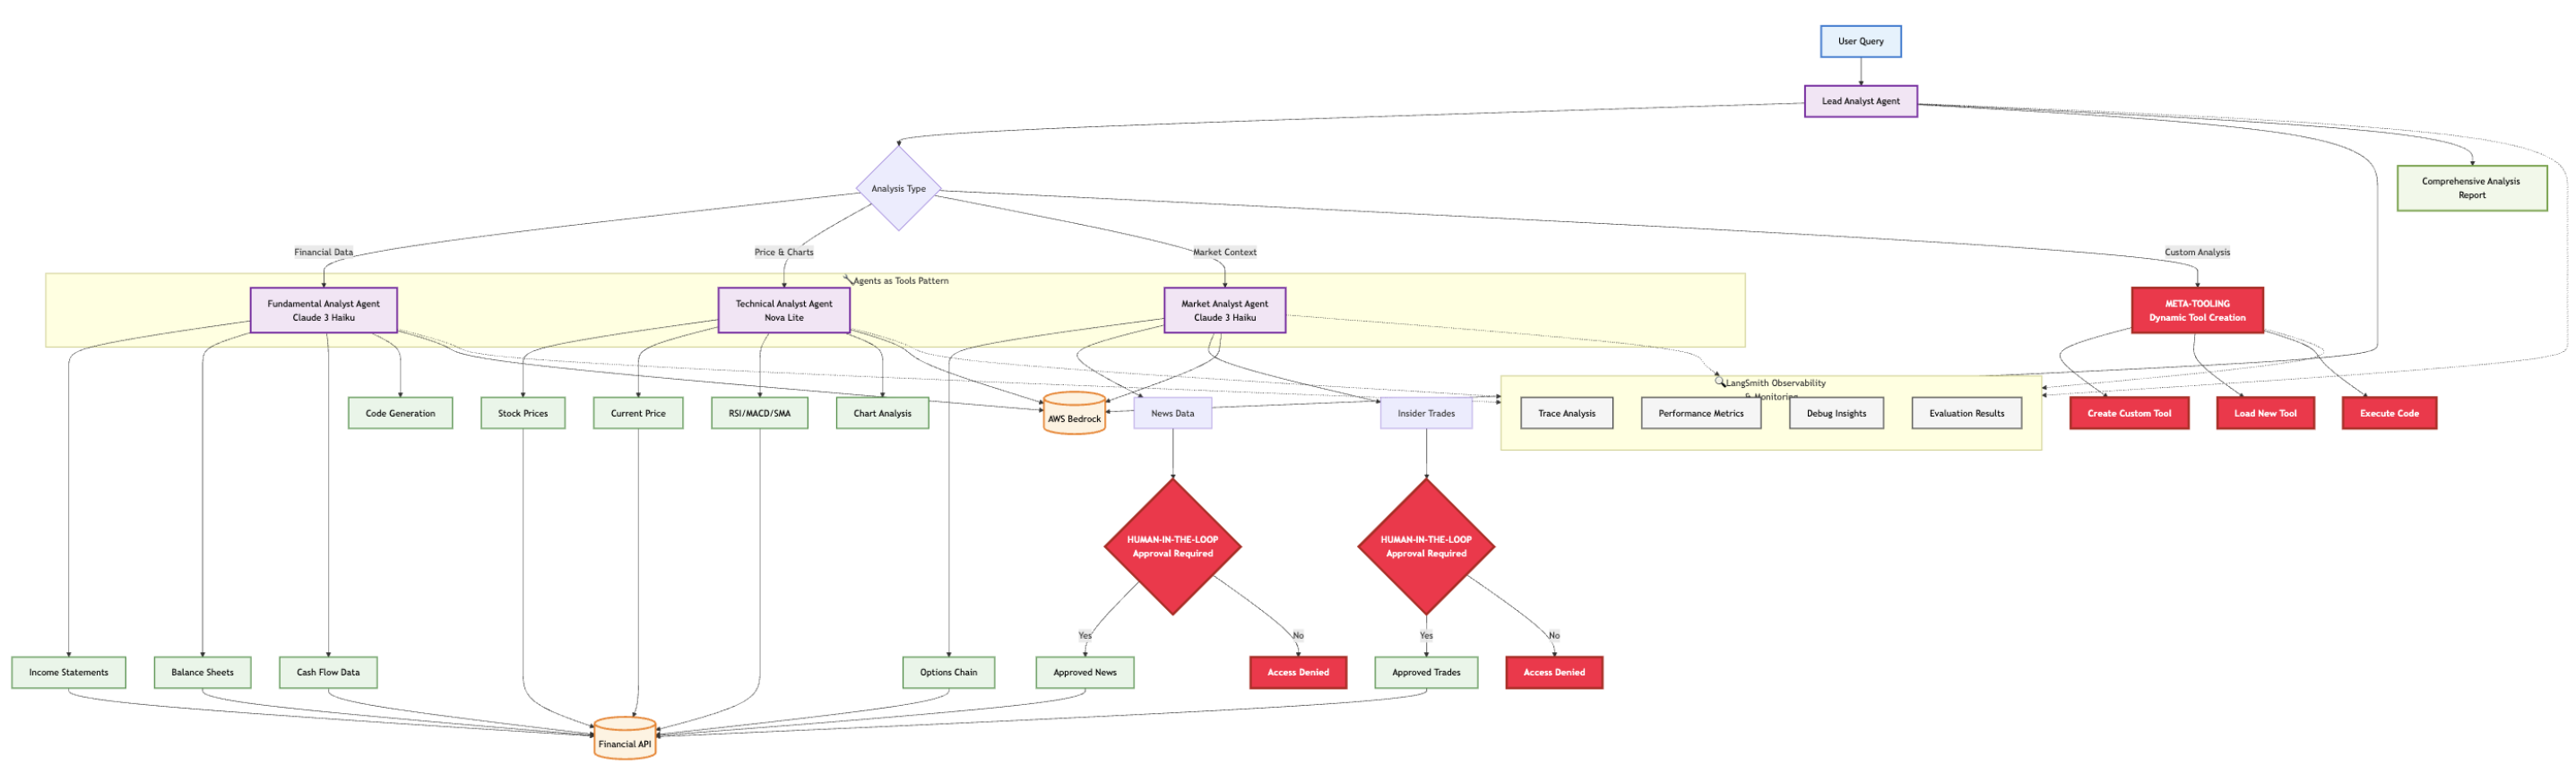 User Query
Lead Analyst Agent
Analysis Type
Comprehensive Analysis
Report
Financial Data
Price & Charts
Market Context
Custom Analysis
Agents as Tools Pattern
Fundamental Analyst Agent
Claude 3 Haiku
Technical Analyst Agent
Nova Lite
Market Analyst Agent
Claude 3 Haiku
META-TOOLING
Dynamic Tool Creation
LangSmith Observability
& Monitoring
Code Generation
Stock Prices
Current Price
RSI/MACD/SMA
Chart Analysis
AWS Bedrock
News Data
Insider Trades
Trace Analysis
Performance Metrics
Debug Insights
Evaluation Results
Create Custom Tool
Load New Tool
Execute Code
HUMAN-IN-THE-LOOP
Approval Required
HUMAN-IN-THE-LOOP
Approval Required
Yes
No
Yes
No
Income Statements
Balance Sheets
Cash Flow Data
Options Chain
Approved News
Access Denied
Approved Trades
Access Denied
Financial API